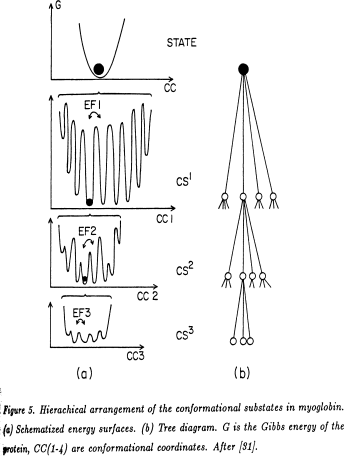 G
STATE
CC
EF1
CS¹
CC1
EF2
CS²
CC2
EF3
CS³
CC3
(a) (b)
Figure 5. Hierachical arrangement of the conformational substates in myoglobin.
(a) Schematized energy surfaces. (b) Tree diagram. G is the Gibbs energy of the
protein, CC(1-4) are conformational coordinates. After [31].